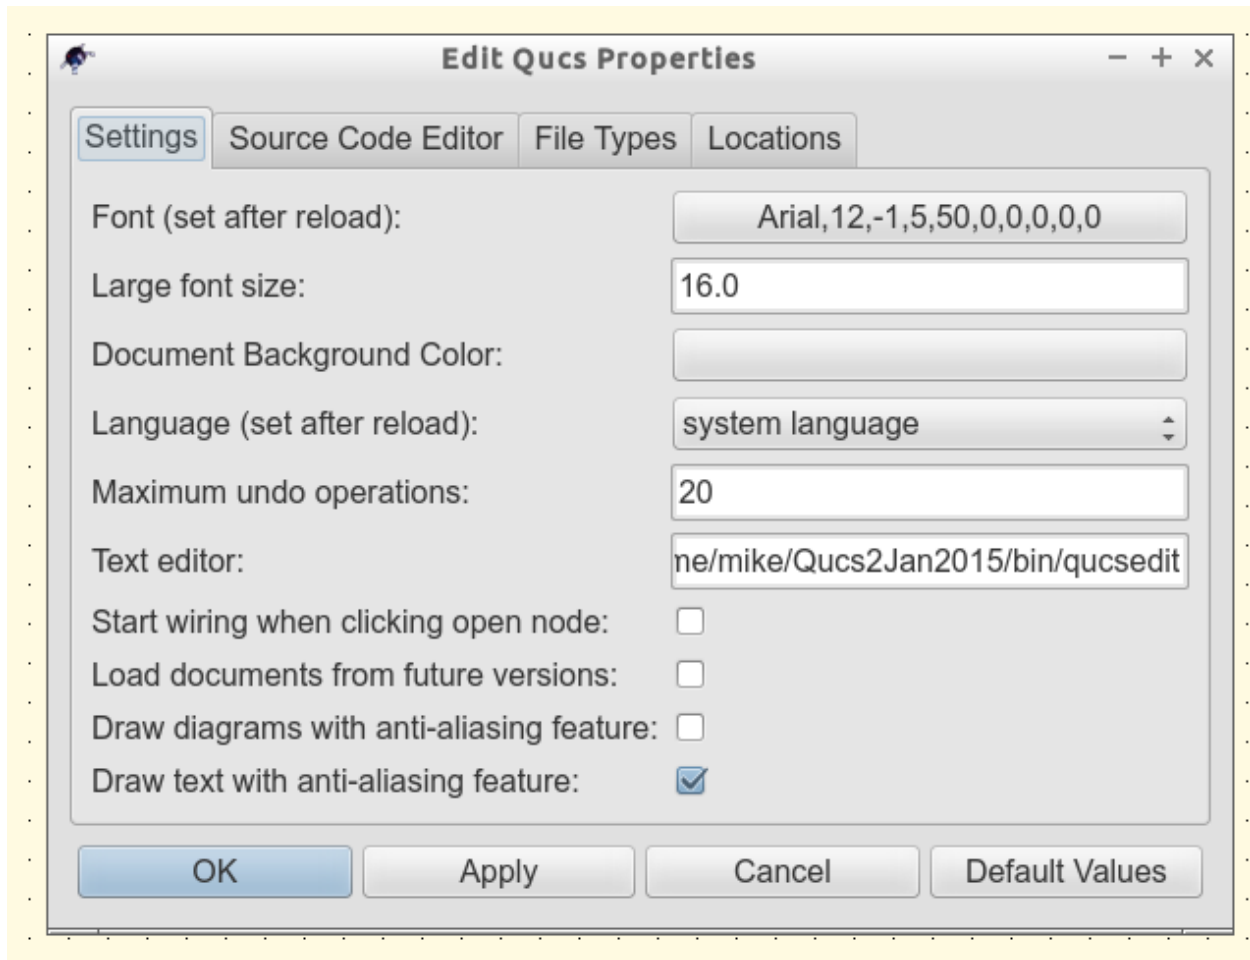 Edit Qucs Properties
Settings Source Code Editor File Types Locations
Font (set after reload): Arial,12,-1,5,50,0,0,0,0,0
Large font size: 16.0
Document Background Color:
Language (set after reload): system language
Maximum undo operations: 20
Text editor: me/mike/Qucs2Jan2015/bin/qucsedit
Start wiring when clicking open node:
Load documents from future versions:
Draw diagrams with anti-aliasing feature:
Draw text with anti-aliasing feature:
OK Apply Cancel Default Values